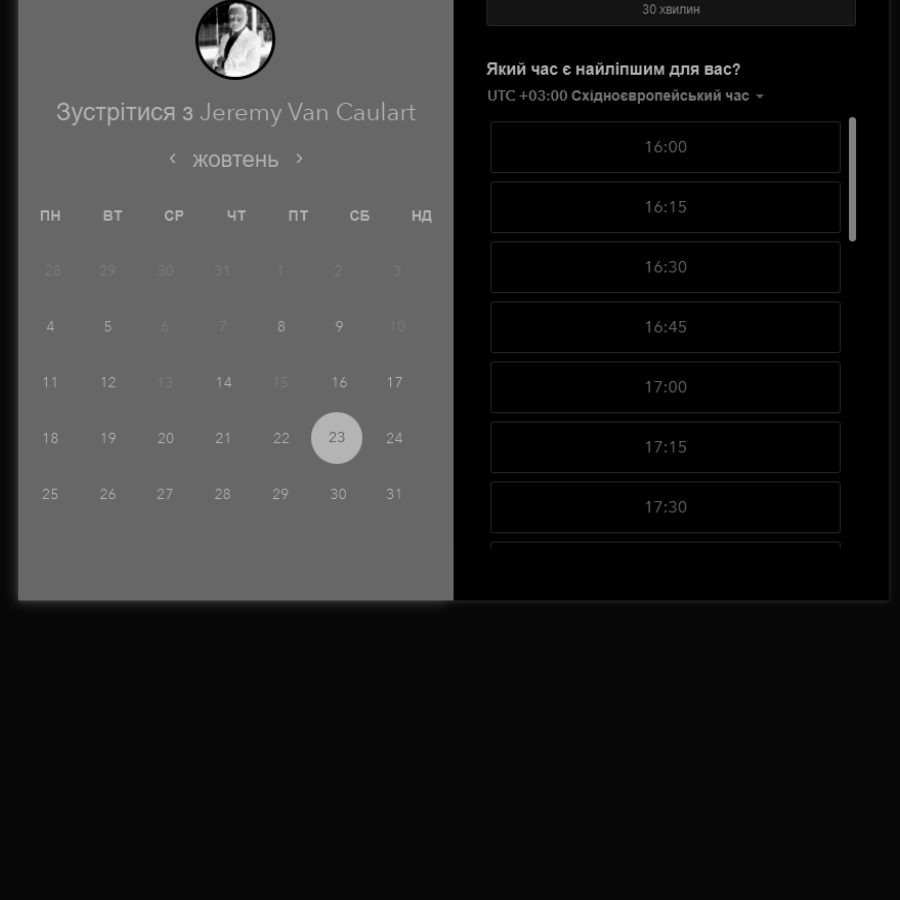 Зустрітися з Jeremy Van Caulart
жовтень
ПН ВТ СР ЧТ ПТ СБ НД
28 29 30 31 1 2 3
4 5 6 7 8 9 10
11 12 13 14 15 16 17
18 19 20 21 22 23 24
25 26 27 28 29 30 31
30 хвилин
Який час є найліпшим для вас?
UTC +03:00 Східноєвропейський час
16:00
16:15
16:30
16:45
17:00
17:15
17:30